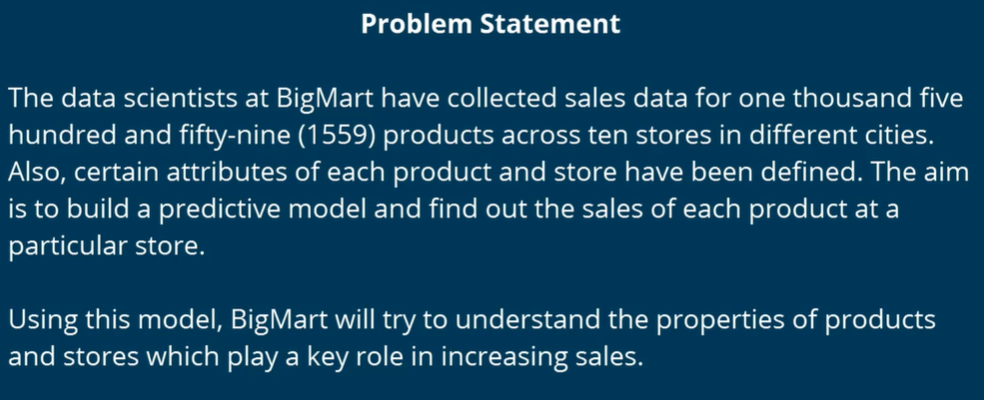 Problem Statement
The data scientists at BigMart have collected sales data for one thousand five
hundred and fifty-nine (1559) products across ten stores in different cities.
Also, certain attributes of each product and store have been defined. The aim
is to build a predictive model and find out the sales of each product at a
particular store.
Using this model, BigMart will try to understand the properties of products
and stores which play a key role in increasing sales.